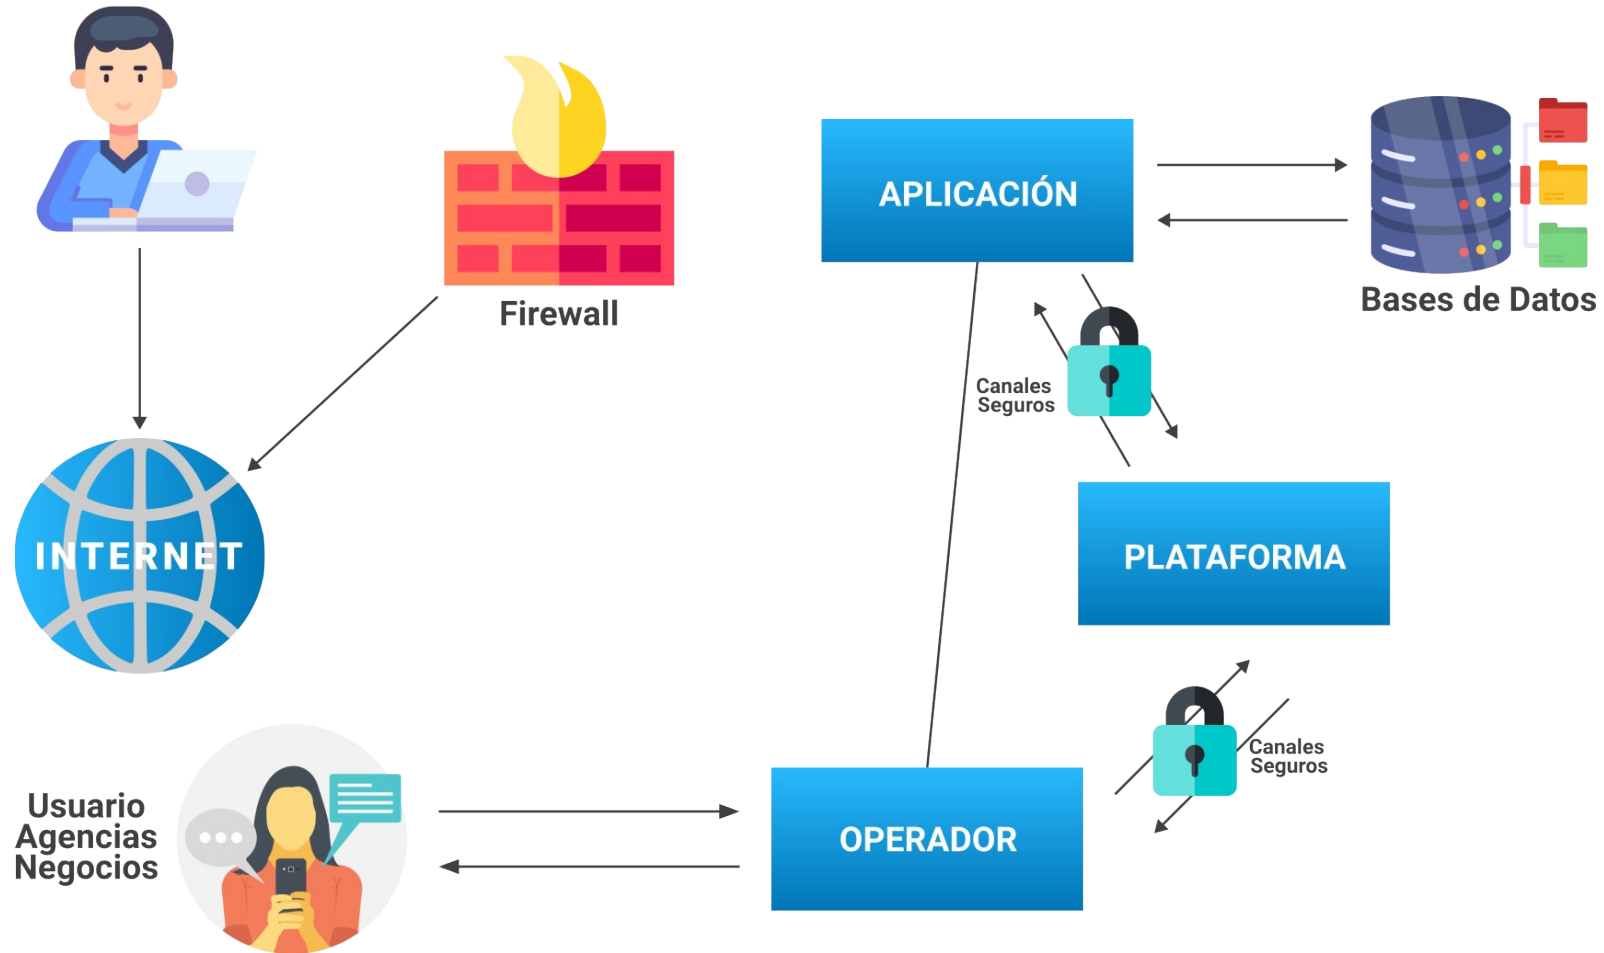 APLICACIÓN
Firewall
Bases de Datos
Canales
Seguros
INTERNET
PLATAFORMA
Canales
Seguros
Usuario
Agencias
Negocios
OPERADOR